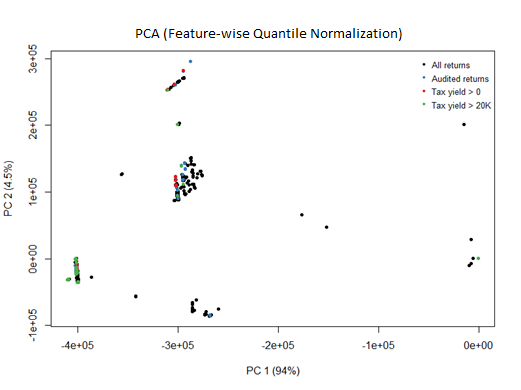 PCA (Feature-wise Quantile Normalization)
All returns
Audited returns
Tax yield > 0
Tax yield > 20K
3e+05
2e+05
1e+05
0e+00
-1e+05
PC 2 (4.5%)
-4e+05 -3e+05 -2e+05 -1e+05 0e+00
PC 1 (94%)